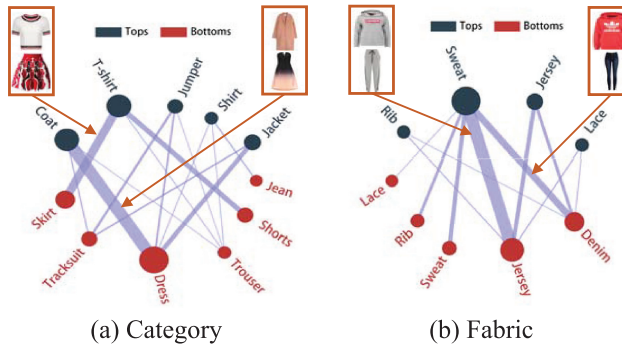 Tops
Bottoms
T-shirt
Jumper
Shirt
Coat
Jacket
Skirt
Jean
Tracksuit
Shorts
Dress
Trouser
(a) Category
Tops
Bottoms
Sweat
Jersey
Rib
Lace
Lace
Rib
Denim
Sweat
Jersey
(b) Fabric